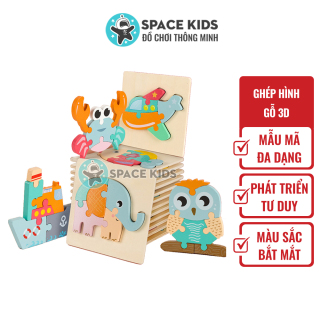 SPACE KIDS
ĐỒ CHƠI THÔNG MINH
GHÉP HÌNH
GỖ 3D
MẪU MÃ
ĐA DẠNG
PHÁT TRIỂN
TƯ DUY
MÀU SẮC
BẮT MẮT
SPACE KIDS